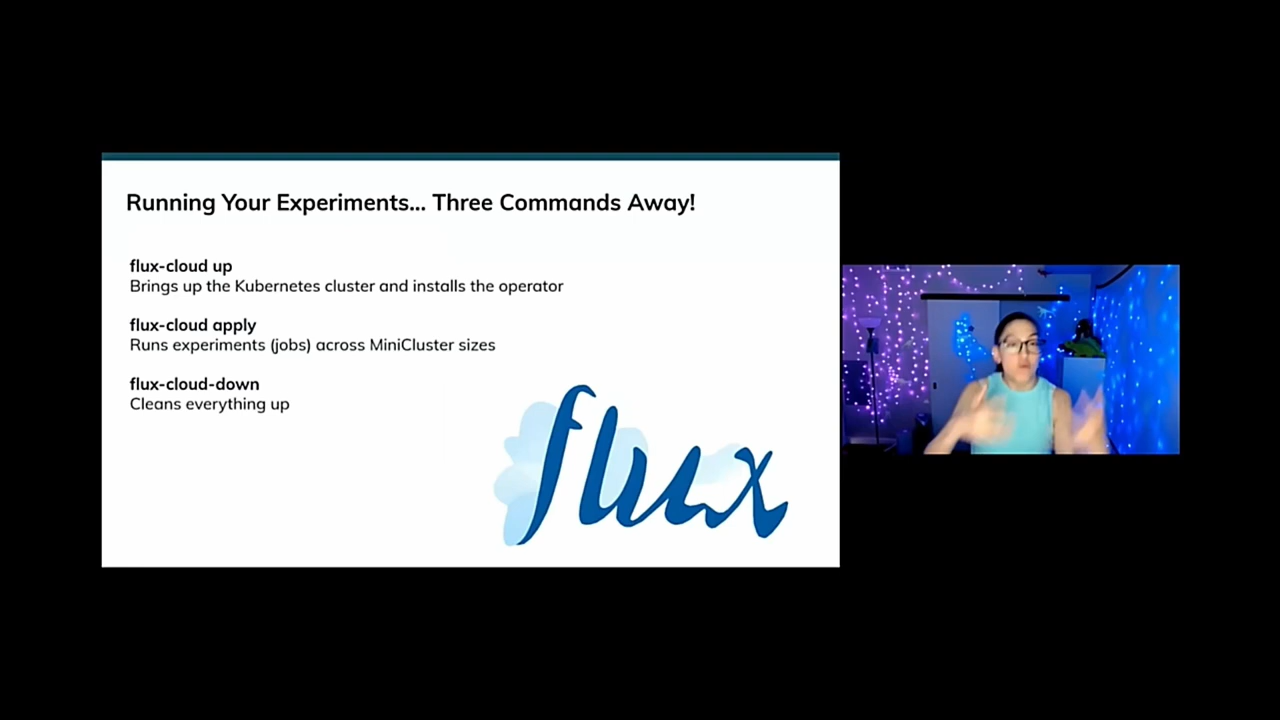 Running Your Experiments... Three Commands Away!
flux-cloud up
Brings up the Kubernetes cluster and installs the operator
flux-cloud apply
Runs experiments (jobs) across MiniCluster sizes
flux-cloud-down
Cleans everything up
flux